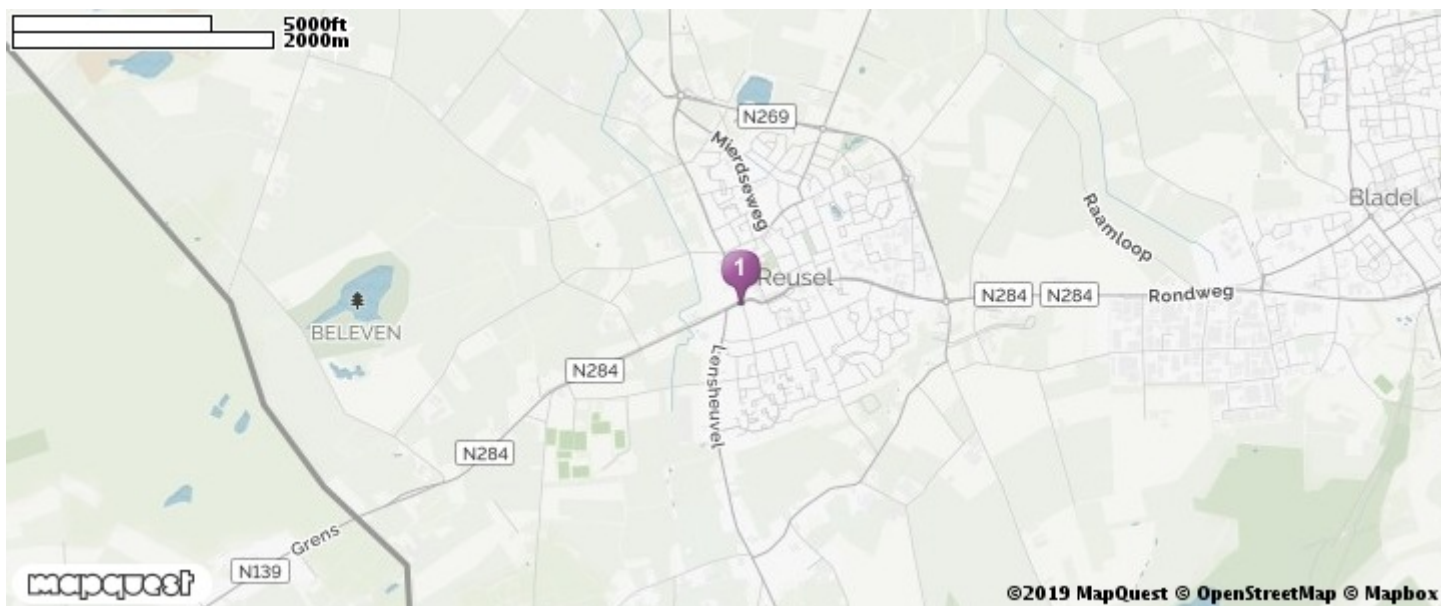 5000ft
2000m
N269
Mierdseweg
Bladel
Raamloop
1
Reusel
N284
N284
Rondweg
BELEVEN
Lensheuvel
N284
N284
Grens
N139
mapquest
©2019 MapQuest © OpenStreetMap © Mapbox